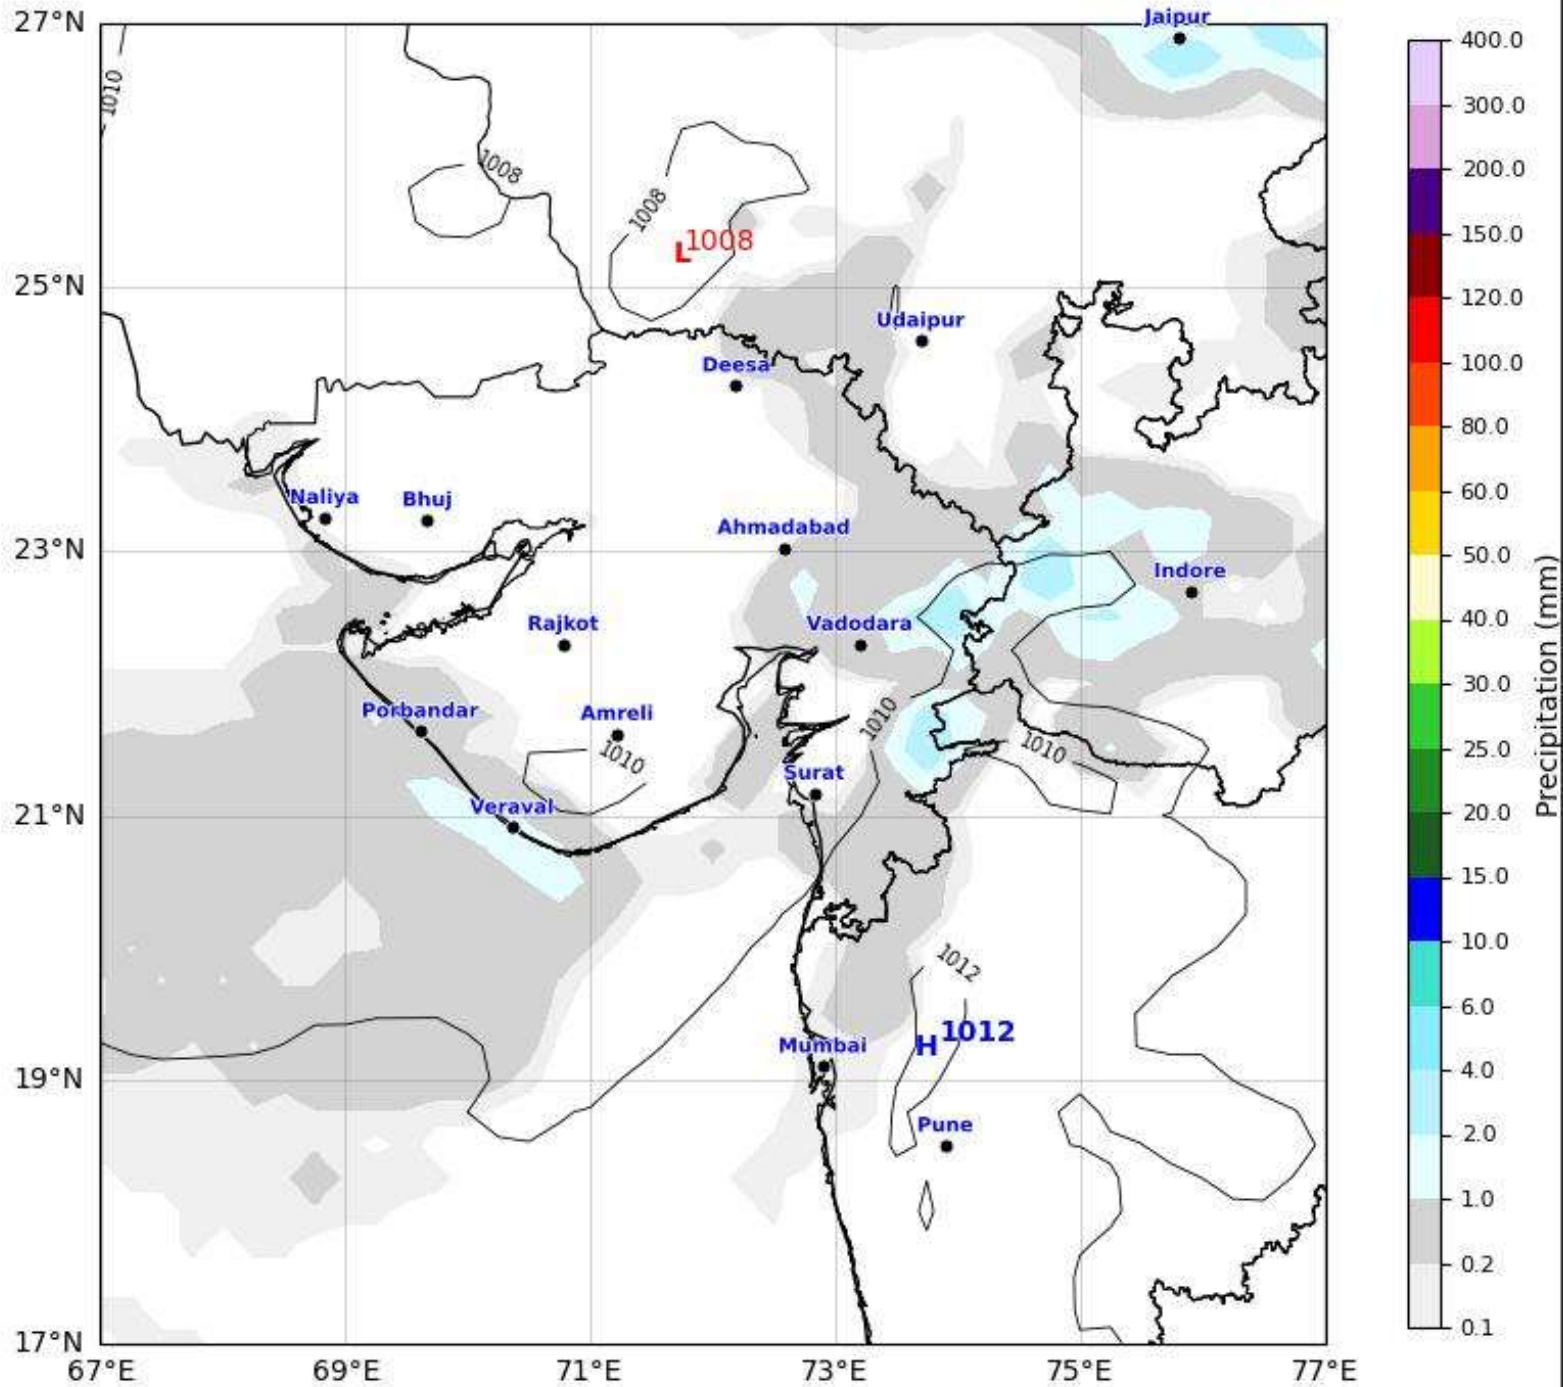 27°N
25°N
23°N
21°N
19°N
17°N
67°E
69°E
71°E
73°E
75°E
77°E
Jaipur
1010
1008
1008
L1008
Udaipur
Deesa
Naliya
Bhuj
Ahmadabad
Indore
Rajkot
Vadodara
Porbandar
Amreli
1010
1010
1010
Surat
Veraval
1012
H1012
Mumbai
Pune
400.0
300.0
200.0
150.0
120.0
100.0
80.0
60.0
50.0
40.0
30.0
25.0
20.0
15.0
10.0
6.0
4.0
2.0
1.0
0.2
0.1
Precipitation (mm)